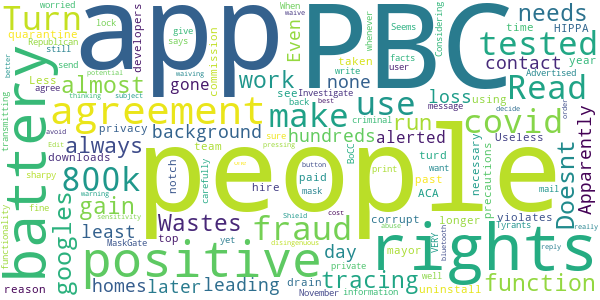 Turn
app
PBC
needs
worried
lock
Republican
still
quarantine
developers
says
Even
Less
send
agree
transmitting
almost
commission
taken
give
When
waive
whenever
facts
user
Seems
work
none
Considering
HIPPA
time
tested
contact
year
Advertised
Read
better
potential
thinking
waiving
subject
gone
see
Investigate
write
back
best
using
decide
message
order
battery
agreement
make
use
loss
covid
criminal
Useless
always
privacy
background
team
sure
pressing
hundreds
run
alerted
Apparently
downloads
Edit
avoid
800k
people
notch
carefully
button
mask
paid
turd
BoCC
print
want
past
ACA
necessary
precautions
Doesnt
googles
gain
Wastes
hire
fraud
rights
corrupt
mail
violates
Tyrants
least
MaskGate
top
yet
Shield
cost
abuse
VERY
longer
mayor
bluetooth
reply
really
functionality
sharpy
fine
warning
sensitivity
positive
day
private
disingenuous
well
reason
homes
later
leading
drain
November
tracing
information
uninstall
function